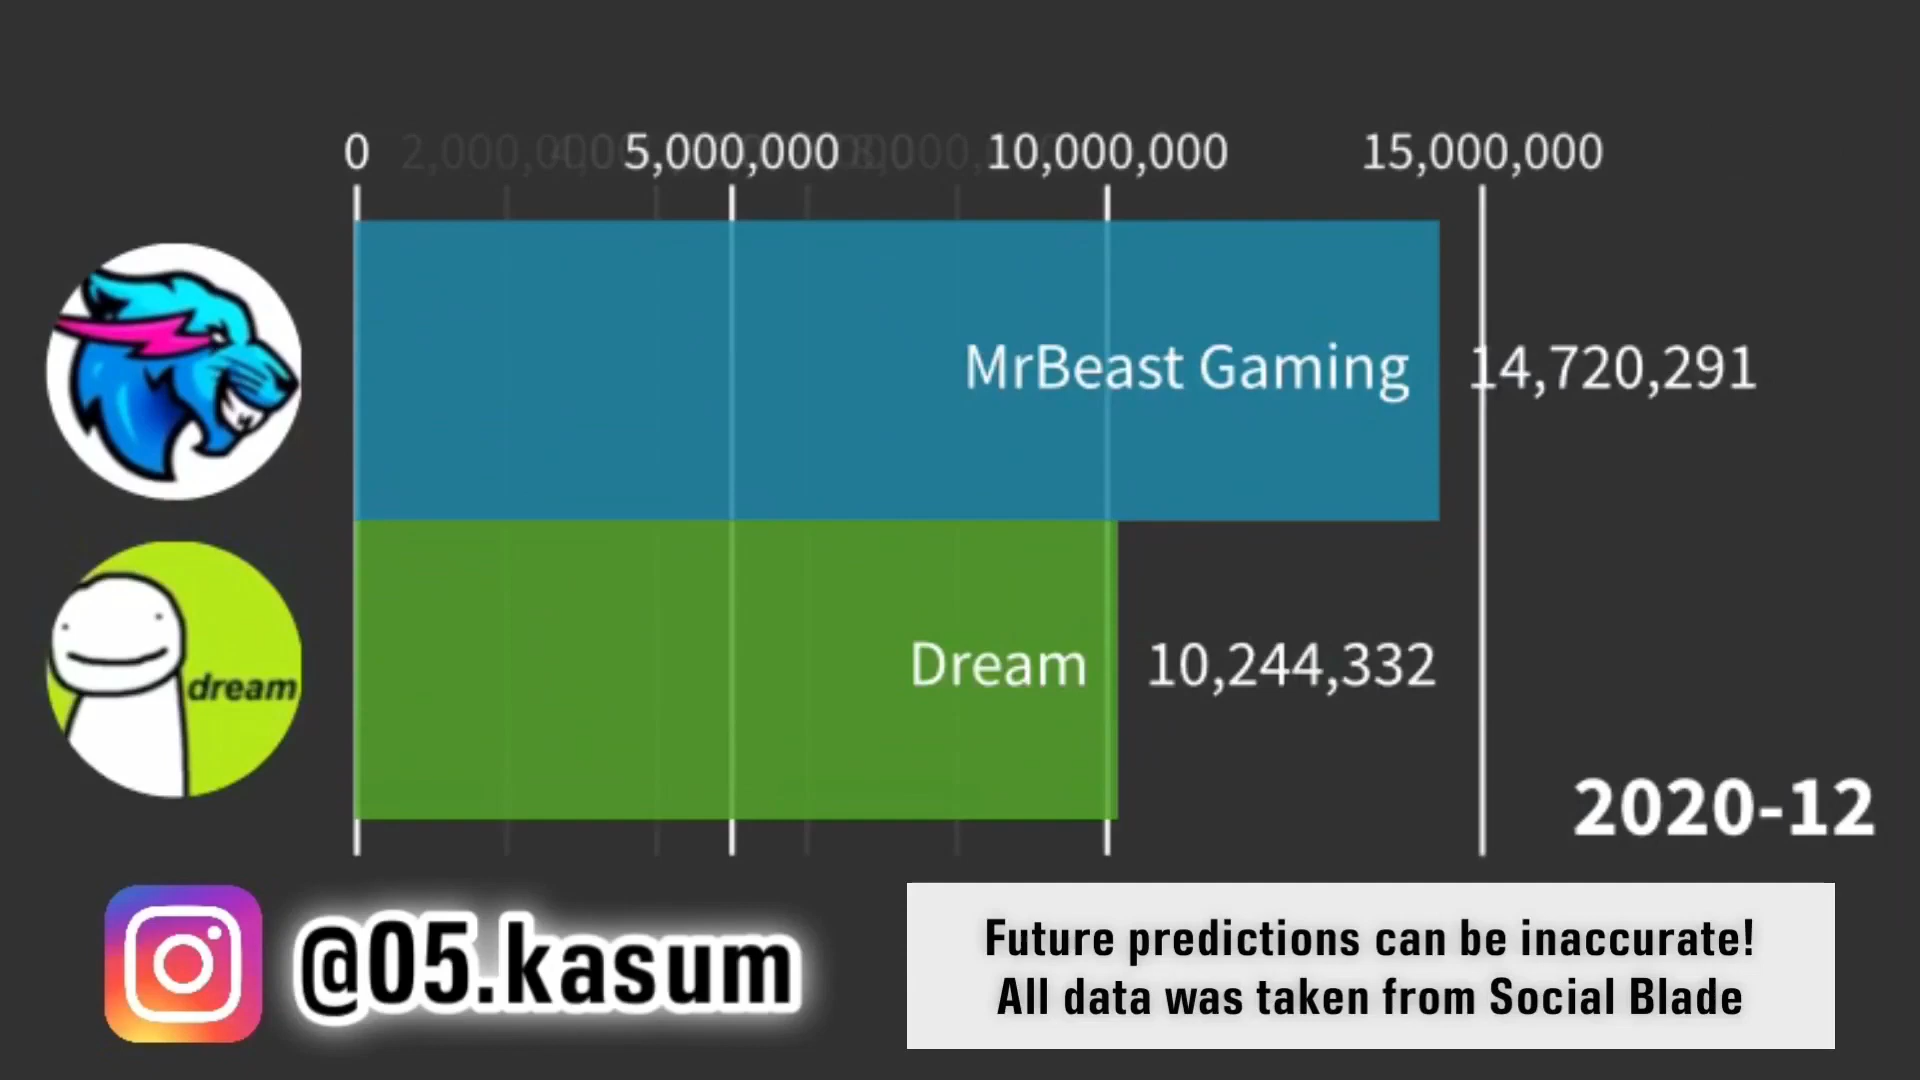 0 5,000,000 10,000,000 15,000,000
MrBeast Gaming 14,720,291
dream
Dream 10,244,332
2020-12
@05.kasum
Future predictions can be inaccurate!
All data was taken from Social Blade